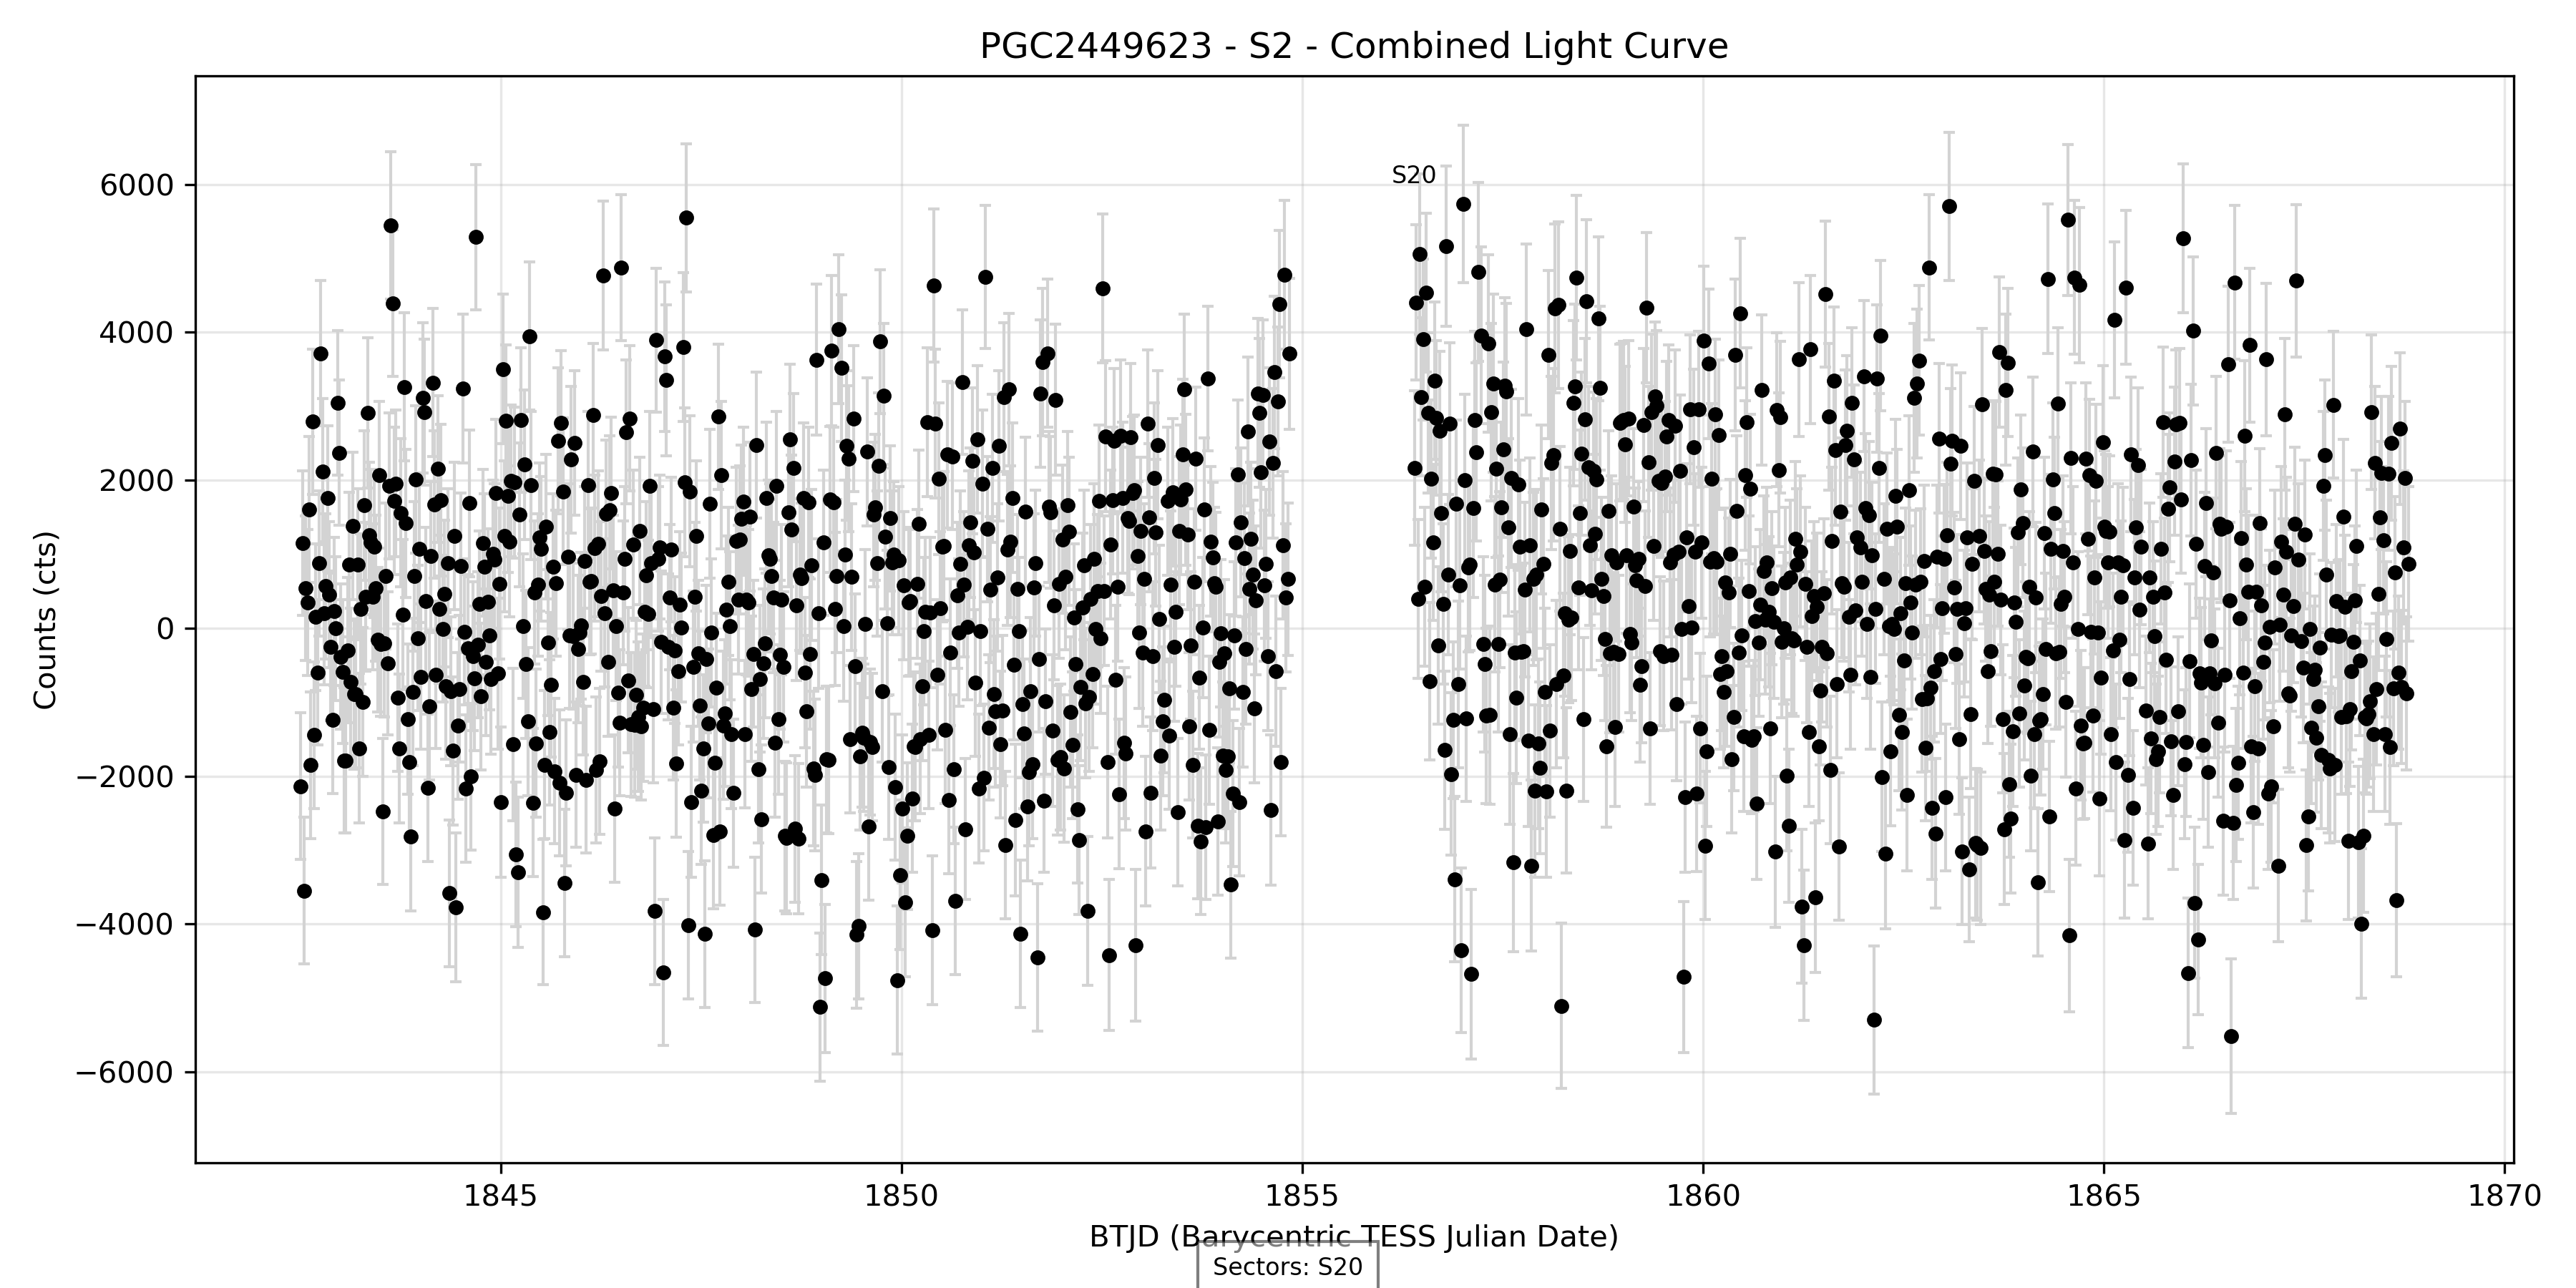 PGC2449623 - S2 - Combined Light Curve
S20
6000
4000
2000
0
−2000
−4000
−6000
Counts (cts)
1845 1850 1855 1860 1865 1870
BTJD (Barycentric TESS Julian Date)
Sectors: S20